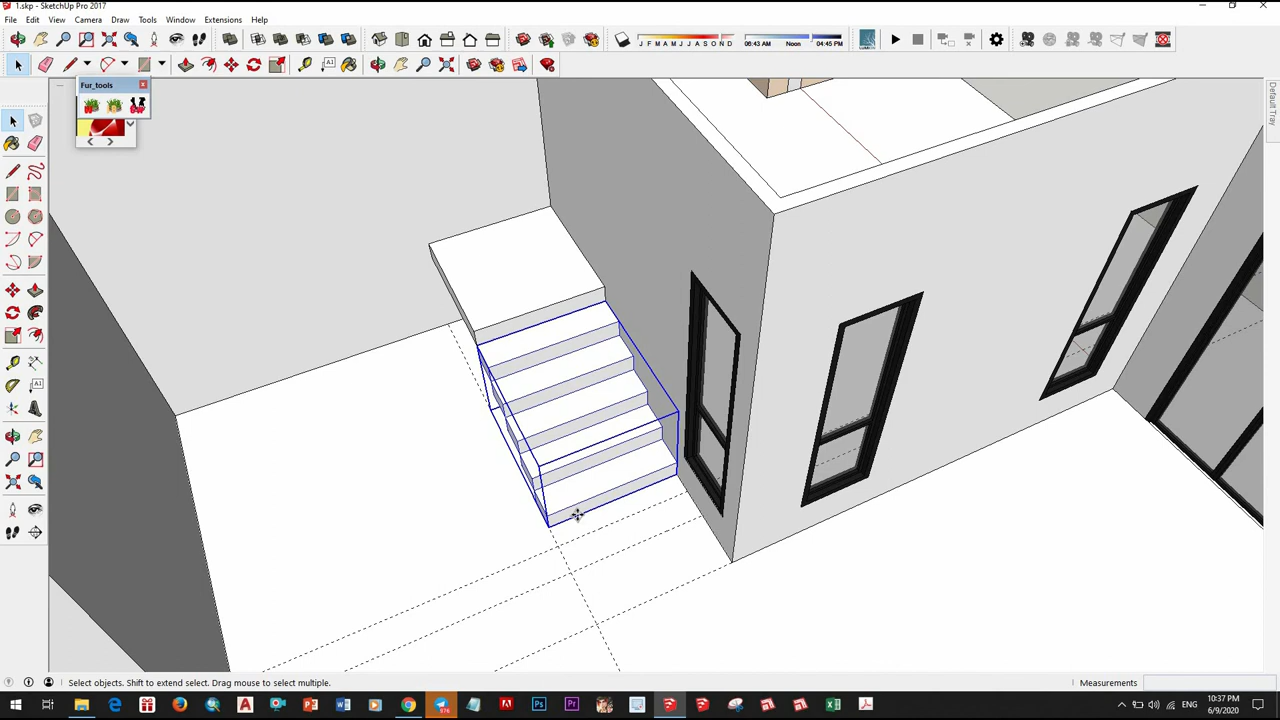 1.skp - SketchUp Pro 2017
File Edit View Camera Draw Tools Window Extensions Help
J F M A M J J A S O N D
06:43 AM Noon 04:45 PM
Fur_tools
Default Tray
Select objects. Shift to extend select. Drag mouse to select multiple.
Measurements
ENG
10:37 PM
6/9/2020